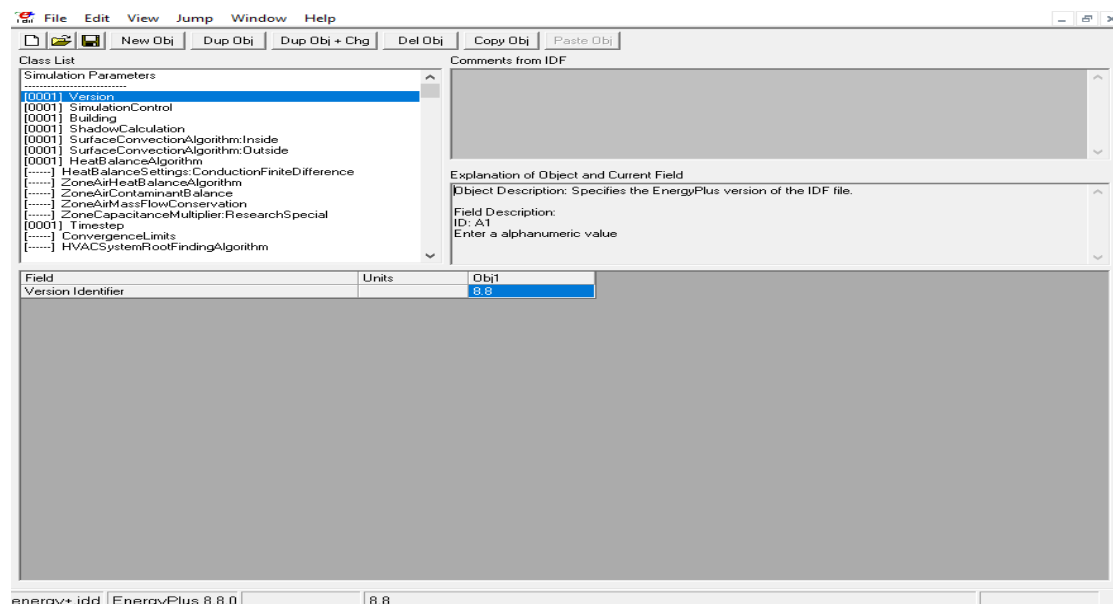 File Edit View Jump Window Help
New Obj Dup Obj Dup Obj + Chg Del Obj Copy Obj Paste Obj
Class List
Simulation Parameters
---------------------------
[0001] Version
[0001] SimulationControl
[0001] Building
[0001] ShadowCalculation
[0001] SurfaceConvectionAlgorithm:Inside
[0001] SurfaceConvectionAlgorithm:Outside
[0001] HeatBalanceAlgorithm
[------] HeatBalanceSettings:ConductionFiniteDifference
[------] ZoneAirHeatBalanceAlgorithm
[------] ZoneAirContaminantBalance
[------] ZoneAirMassFlowConservation
[------] ZoneCapacitanceMultiplier:ResearchSpecial
[0001] Timestep
[------] ConvergenceLimits
[------] HVACSystemRootFindingAlgorithm
Comments from IDF
Explanation of Object and Current Field
Object Description: Specifies the EnergyPlus version of the IDF file.
Field Description:
ID: A1
Enter a alphanumeric value
Field Units Obj1
Version Identifier 8.8
energy+.idd EnergyPlus 8.8.0 8.8